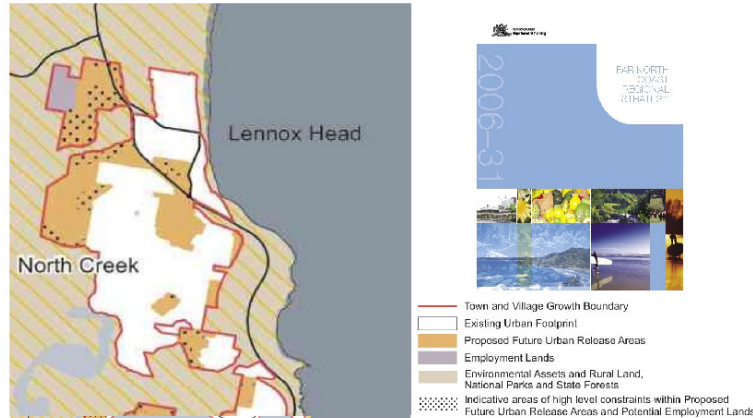 Lennox Head
North Creek
2006–31
FAR NORTH
COAST
REGIONAL
STRATEGY
Town and Village Growth Boundary
Existing Urban Footprint
Proposed Future Urban Release Areas
Employment Lands
Environmental Assets and Rural Land,
National Parks and State Forests
Indicative areas of high level constraints within Proposed
Future Urban Release Areas and Potential Employment Lands